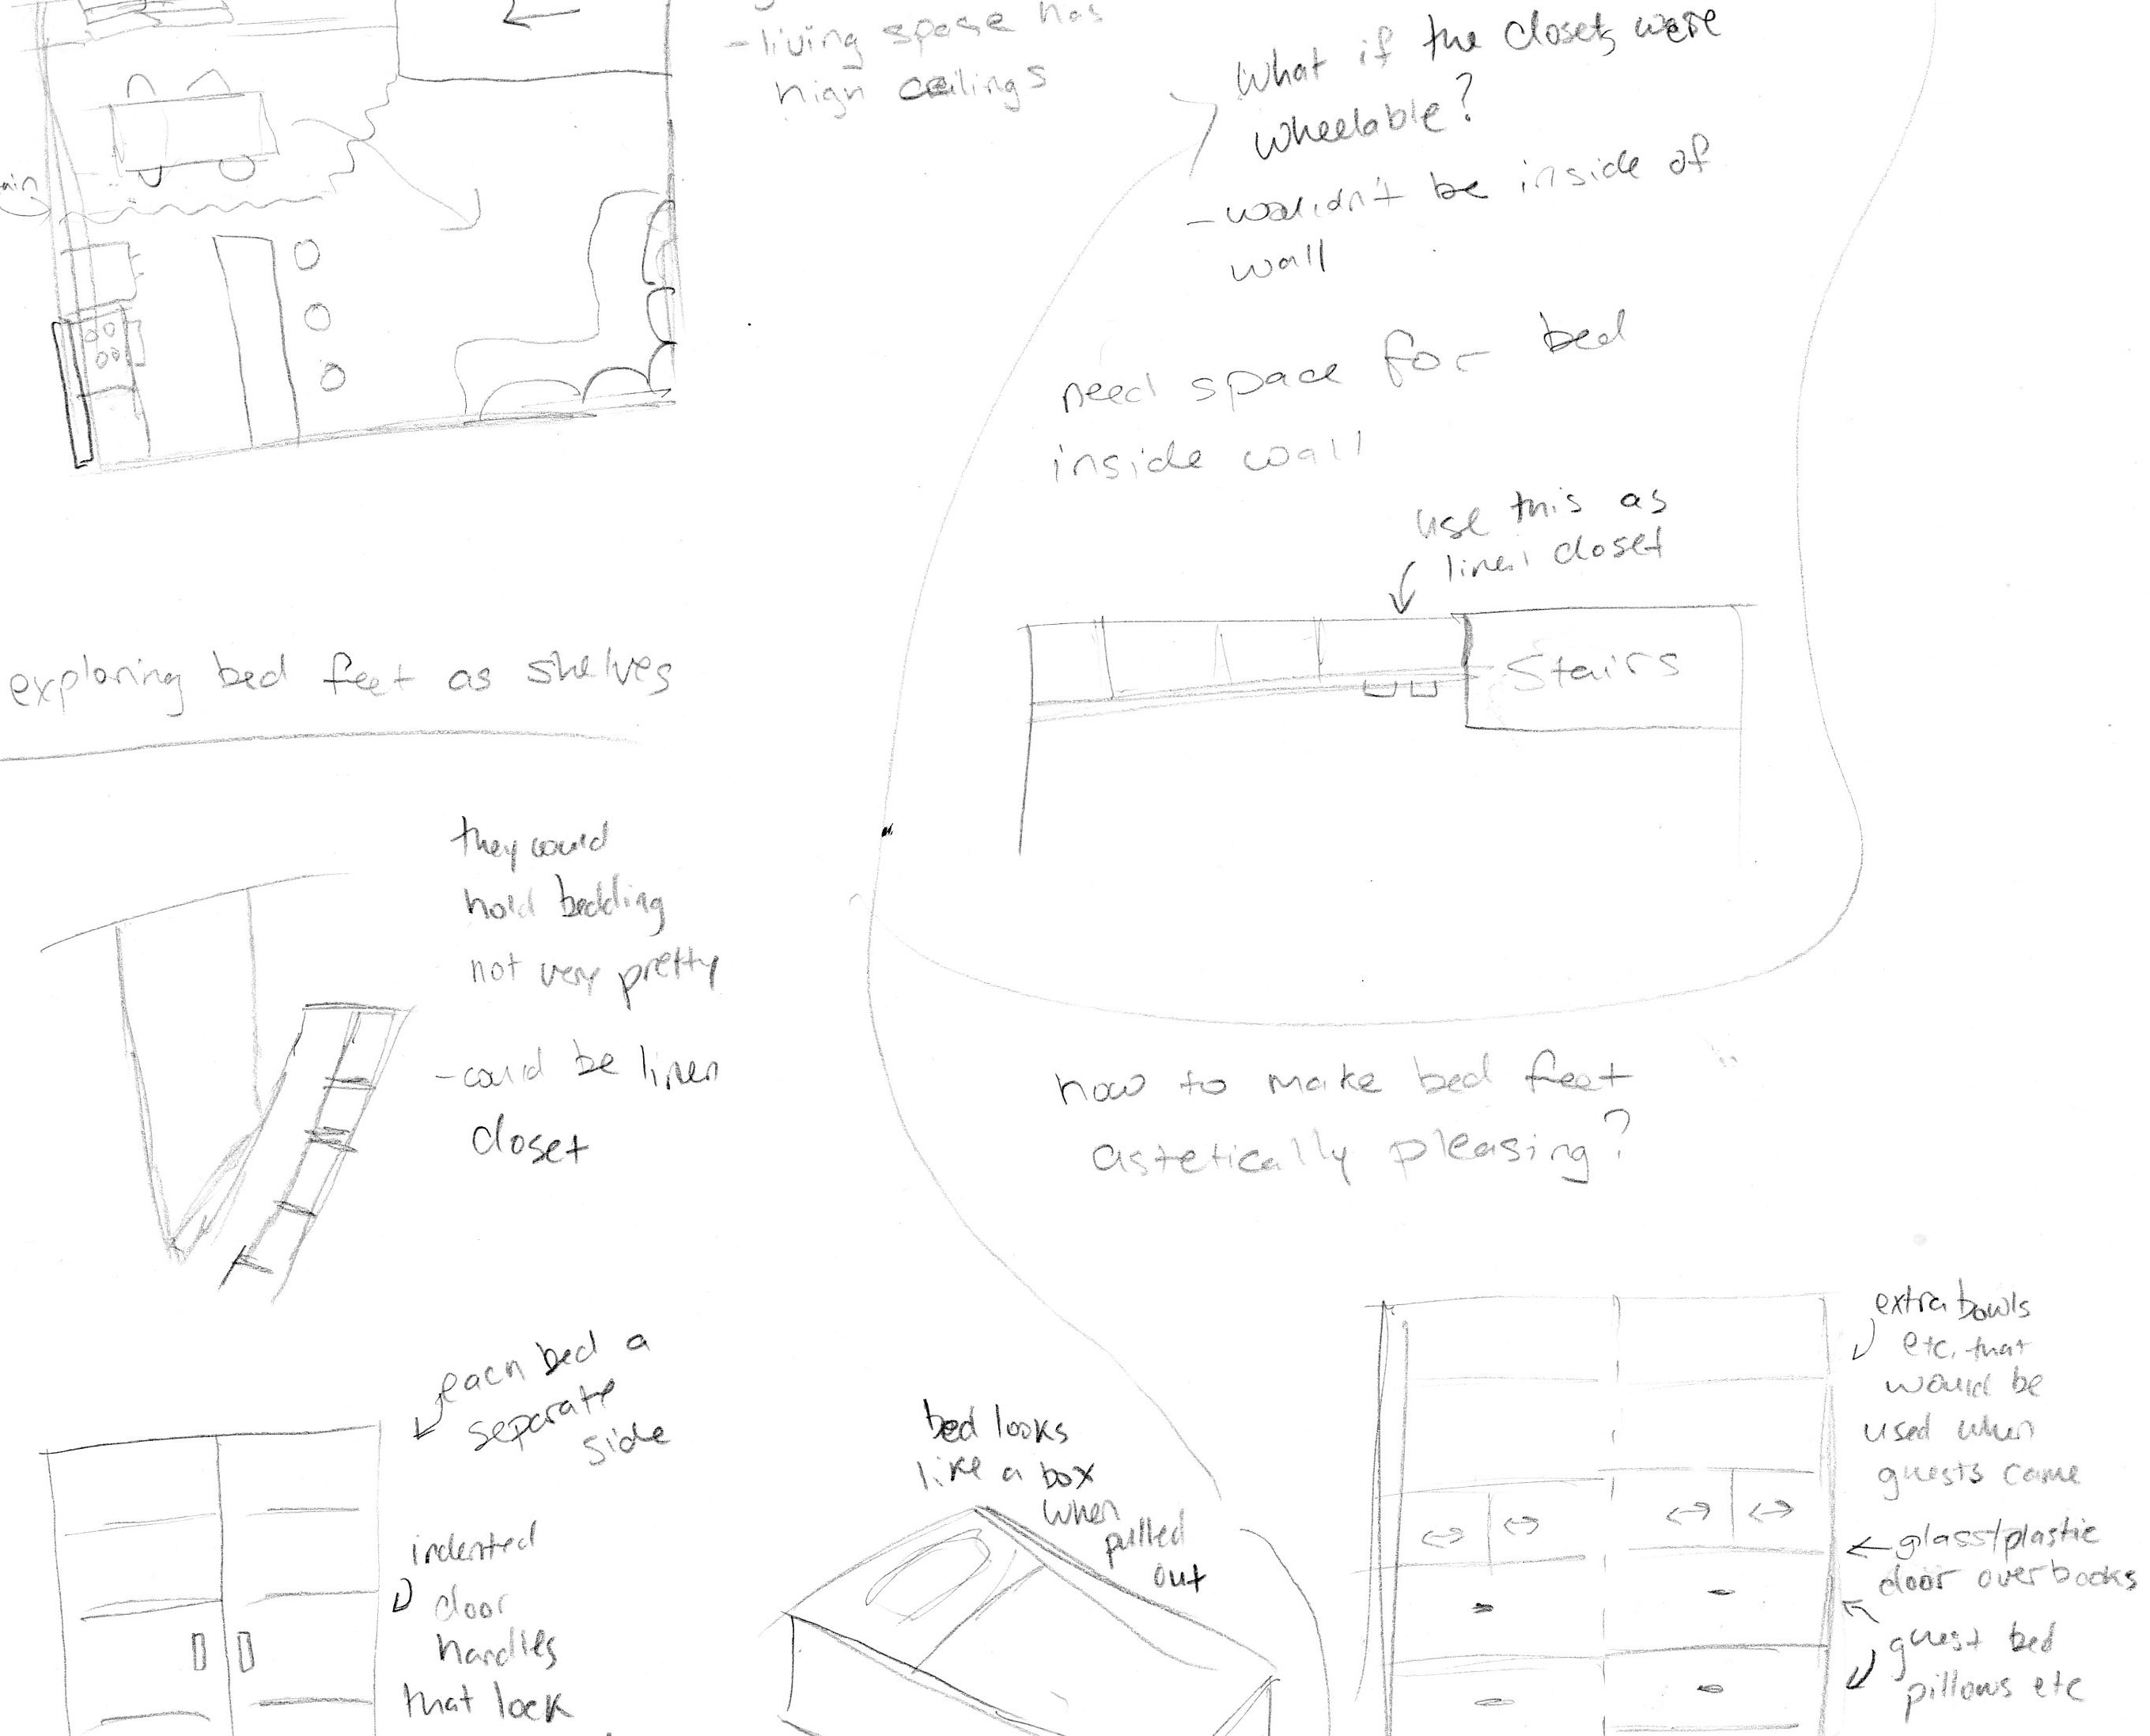 -living spase has
high ceilings
What if the closets were
wheelable?
-wouldn't be inside of
wall
need space for bed
inside wall
use this as
linen closet
Stairs
exploring bed feet as shelves
they could
hold bedding
not very pretty
-could be linen
closet
how to make bed feet
astetically pleasing?
each bed a
separate
side
indented
door
handles
that lock
bed looks
like a box
when
pulled
out
extra bowls
etc. that
would be
used when
guests came
glass/plastic
door over books
guest bed
pillows etc